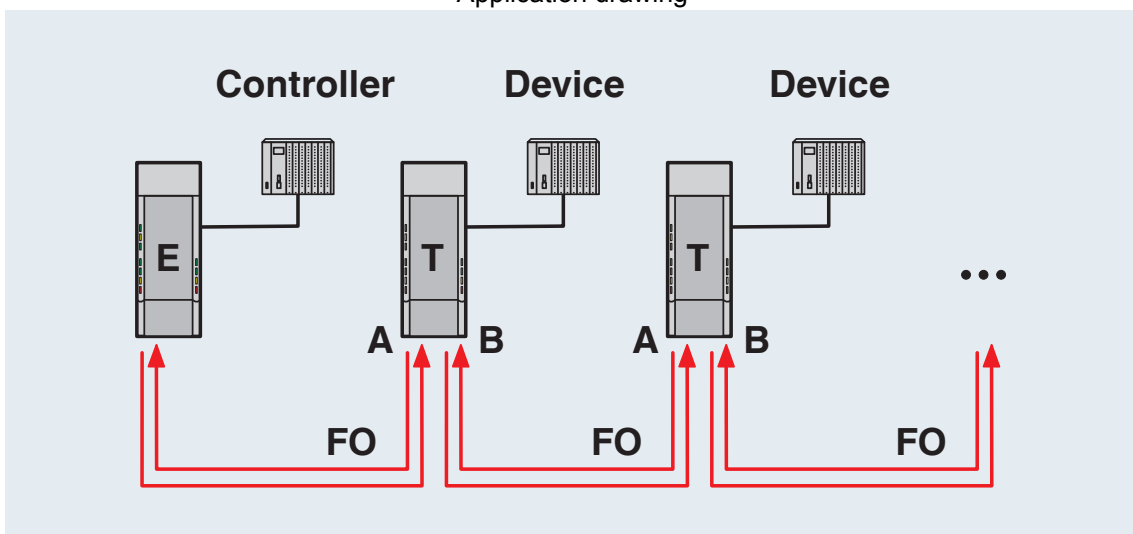 Application drawing
Controller Device Device
E T T
A B A B
FO FO FO